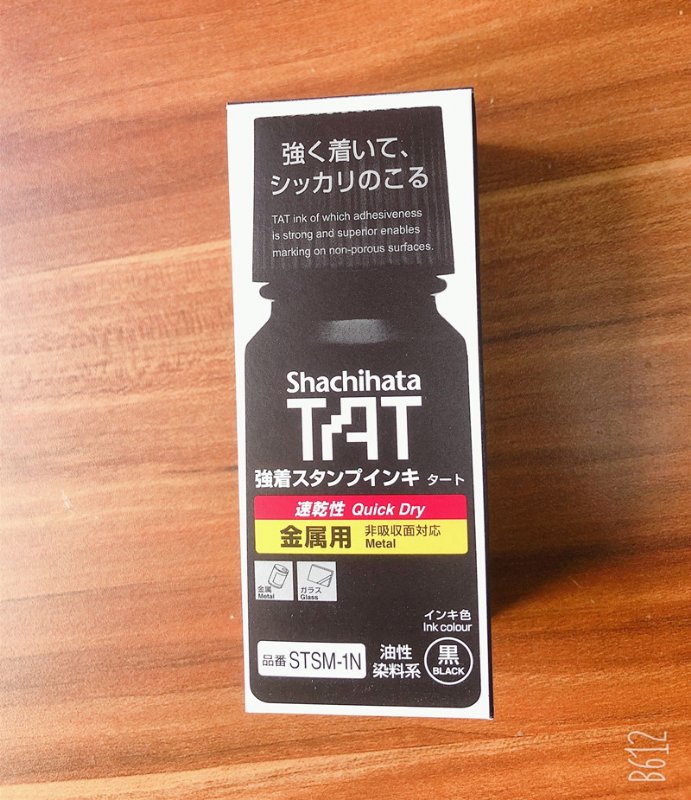 強く着いて、
シッカリのこる
TAT ink of which adhesiveness
is strong and superior enables
marking on non-porous surfaces.
Shachihata
TAT
強着スタンプインキ タート
速乾性 Quick Dry
金属用 非吸収面対応
Metal
金属
Metal
ガラス
Glass
インキ色
Ink colour
品番 STSM-1N
油性
染料系
黒
BLACK
B612